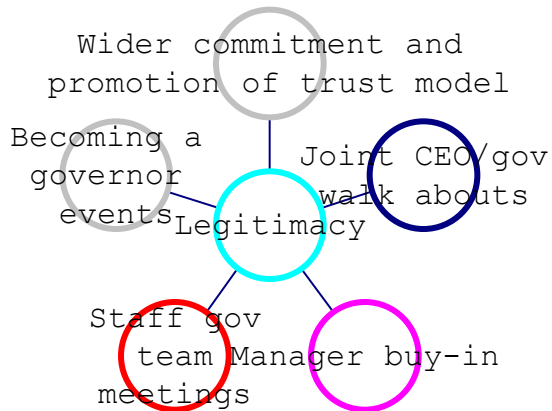 Wider commitment and
promotion of trust model
Becoming a
governor
events
Joint CEO/gov
walk abouts
Legitimacy
Staff gov
team
meetings
Manager buy-in